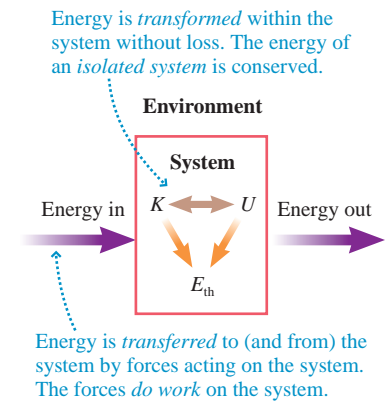 Energy is transformed within the
system without loss. The energy of
an isolated system is conserved.
Environment
System
Energy in
K
U
Energy out
Eth
Energy is transferred to (and from) the
system by forces acting on the system.
The forces do work on the system.